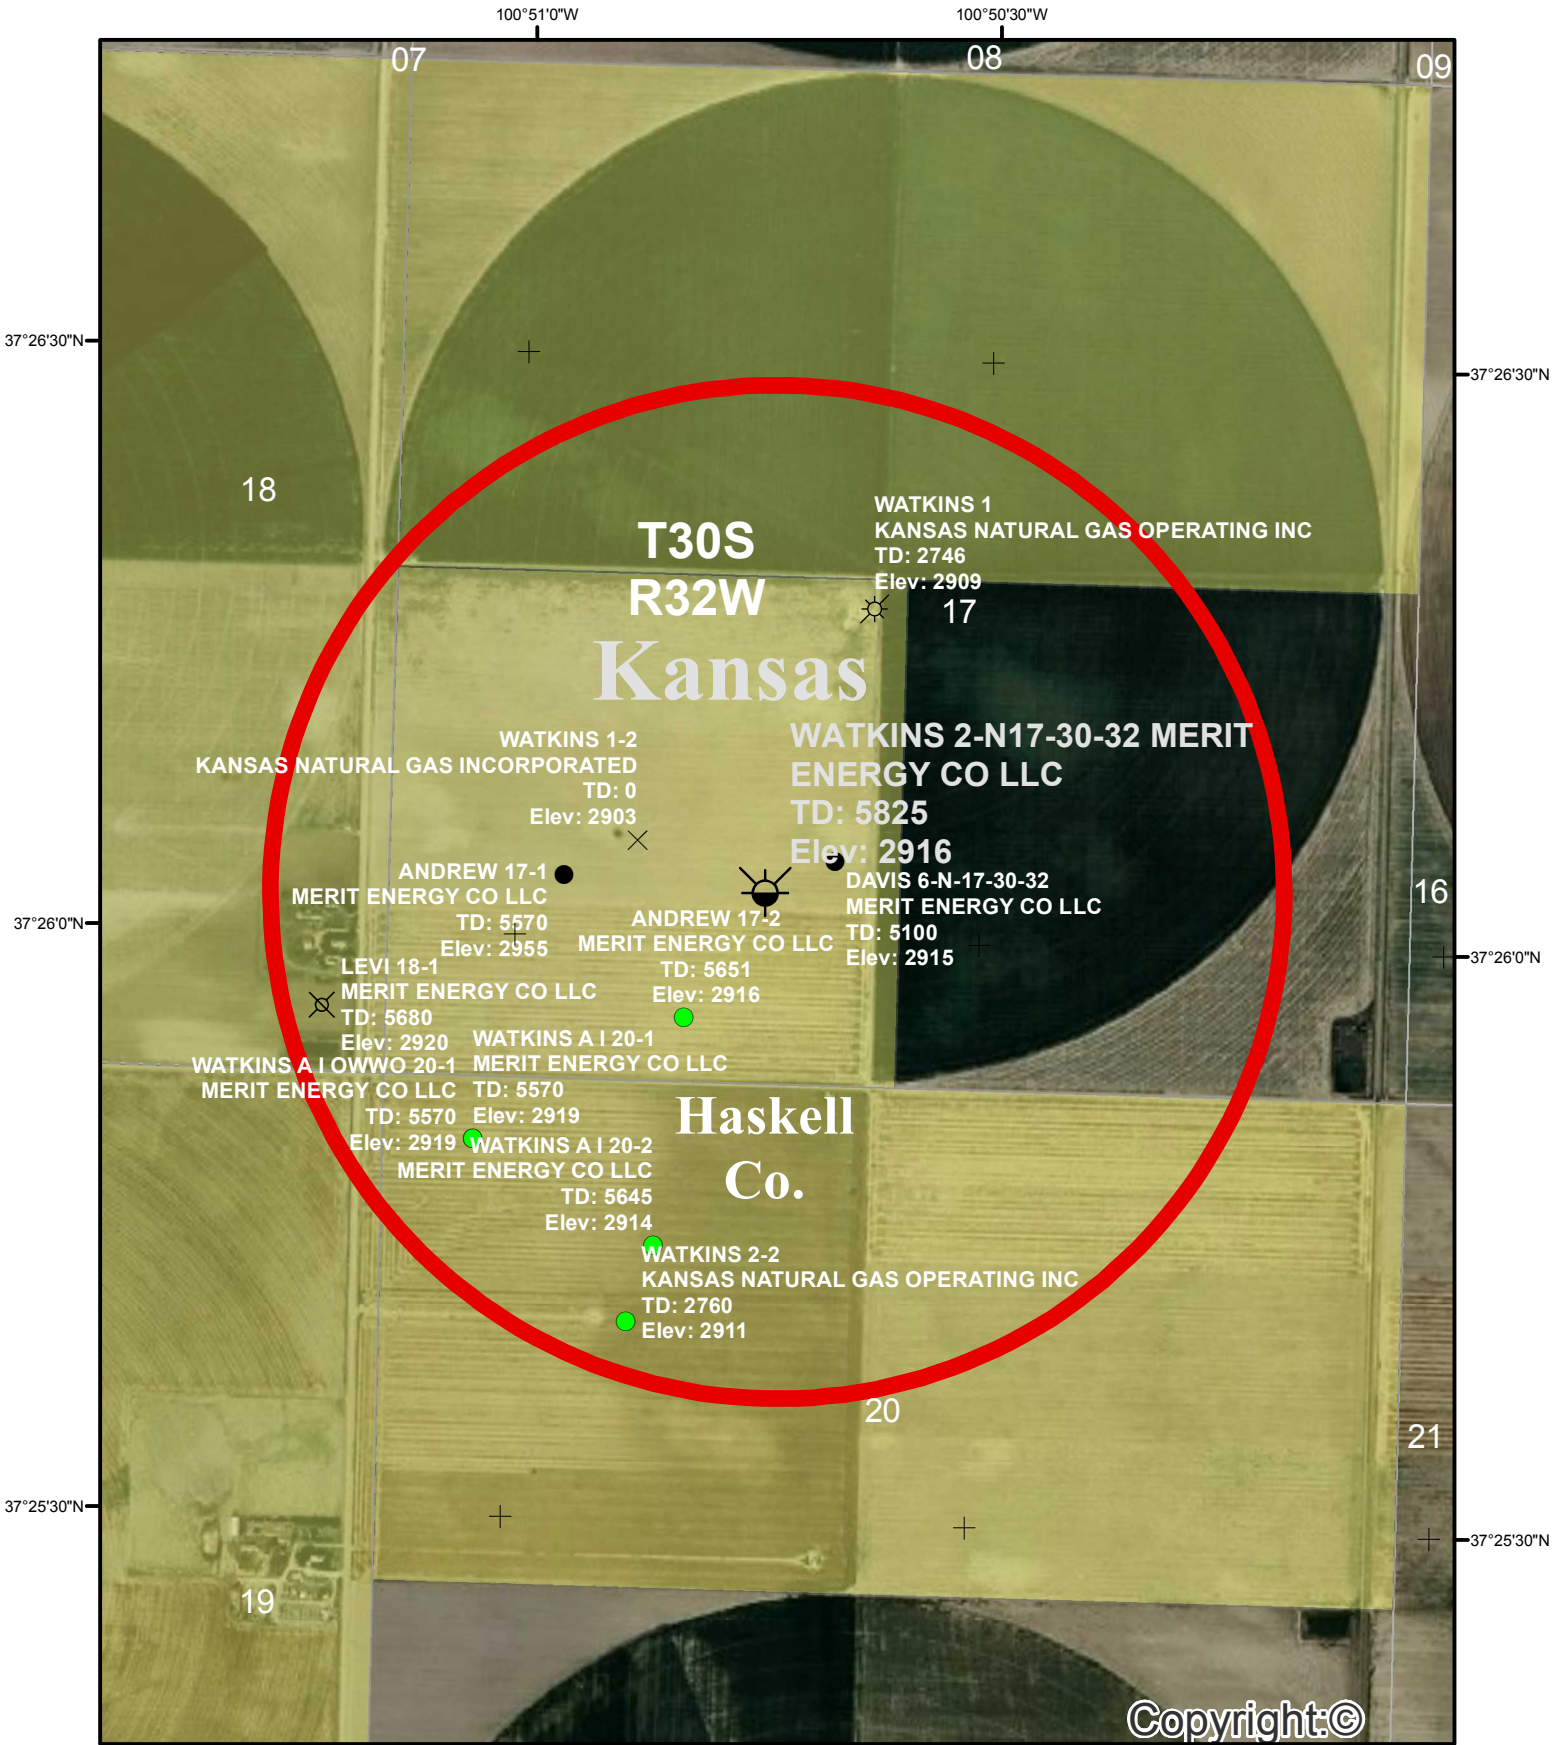 100°51'0"W
100°50'30"W
07
08
09
37°26'30"N
37°26'30"N
18
WATKINS 1
KANSAS NATURAL GAS OPERATING INC
TD: 2746
Elev: 2909
T30S
R32W
17
Kansas
WATKINS 2-N17-30-32 MERIT
ENERGY CO LLC
TD: 5825
Elev: 2916
WATKINS 1-2
KANSAS NATURAL GAS INCORPORATED
TD: 0
Elev: 2903
ANDREW 17-1
MERIT ENERGY CO LLC
TD: 5570
Elev: 2955
DAVIS 6-N-17-30-32
MERIT ENERGY CO LLC
TD: 5100
Elev: 2915
16
ANDREW 17-2
MERIT ENERGY CO LLC
TD: 5651
Elev: 2916
37°26'0"N
37°26'0"N
LEVI 18-1
MERIT ENERGY CO LLC
TD: 5680
Elev: 2920
WATKINS A I 20-1
MERIT ENERGY CO LLC
TD: 5570
Elev: 2919
WATKINS A I OWWO 20-1
MERIT ENERGY CO LLC
TD: 5570
Elev: 2919
Haskell
Co.
WATKINS A I 20-2
MERIT ENERGY CO LLC
TD: 5645
Elev: 2914
WATKINS 2-2
KANSAS NATURAL GAS OPERATING INC
TD: 2760
Elev: 2911
20
21
37°25'30"N
37°25'30"N
19
Copyright:©